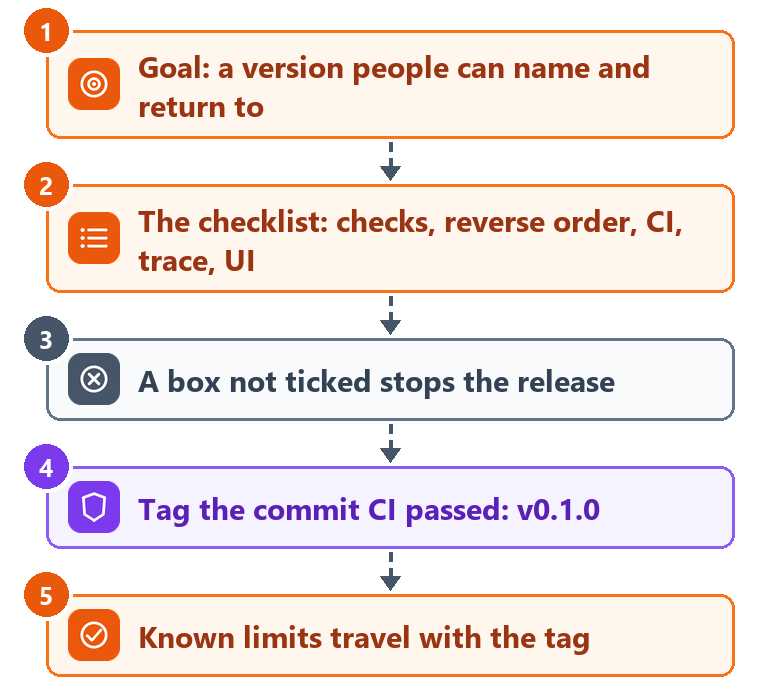 1
Goal: a version people can name and
return to
2
The checklist: checks, reverse order, CI,
trace, UI
3
A box not ticked stops the release
4
Tag the commit CI passed: v0.1.0
5
Known limits travel with the tag